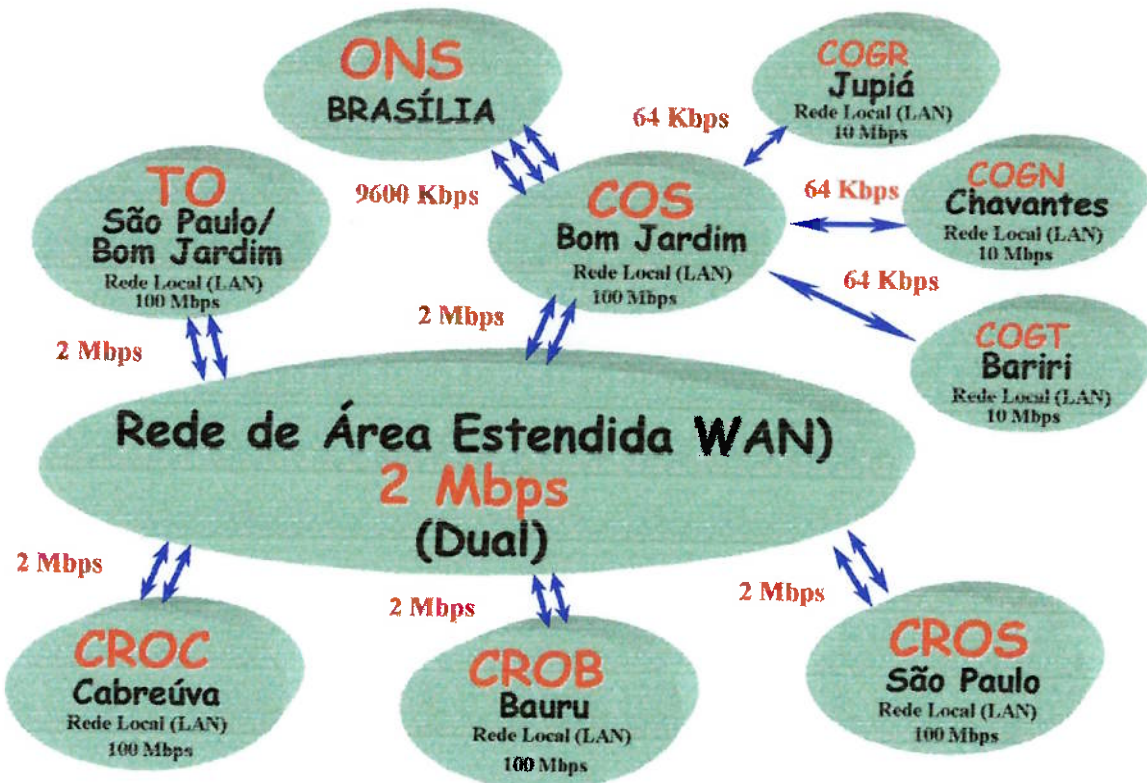 ONS
BRASÍLIA
9600 Kbps
COGR
Jupiá
Rede Local (LAN)
10 Mbps
64 Kbps
TO
São Paulo/
Bom Jardim
Rede Local (LAN)
100 Mbps
2 Mbps
COS
Bom Jardim
Rede Local (LAN)
100 Mbps
2 Mbps
64 Kbps
COGN
Chavantes
Rede Local (LAN)
10 Mbps
64 Kbps
COGT
Bariri
Rede Local (LAN)
10 Mbps
Rede de Área Estendida WAN)
2 Mbps
(Dual)
2 Mbps
CROC
Cabreúva
Rede Local (LAN)
100 Mbps
2 Mbps
CROB
Bauru
Rede Local (LAN)
100 Mbps
2 Mbps
CROS
São Paulo
Rede Local (LAN)
100 Mbps